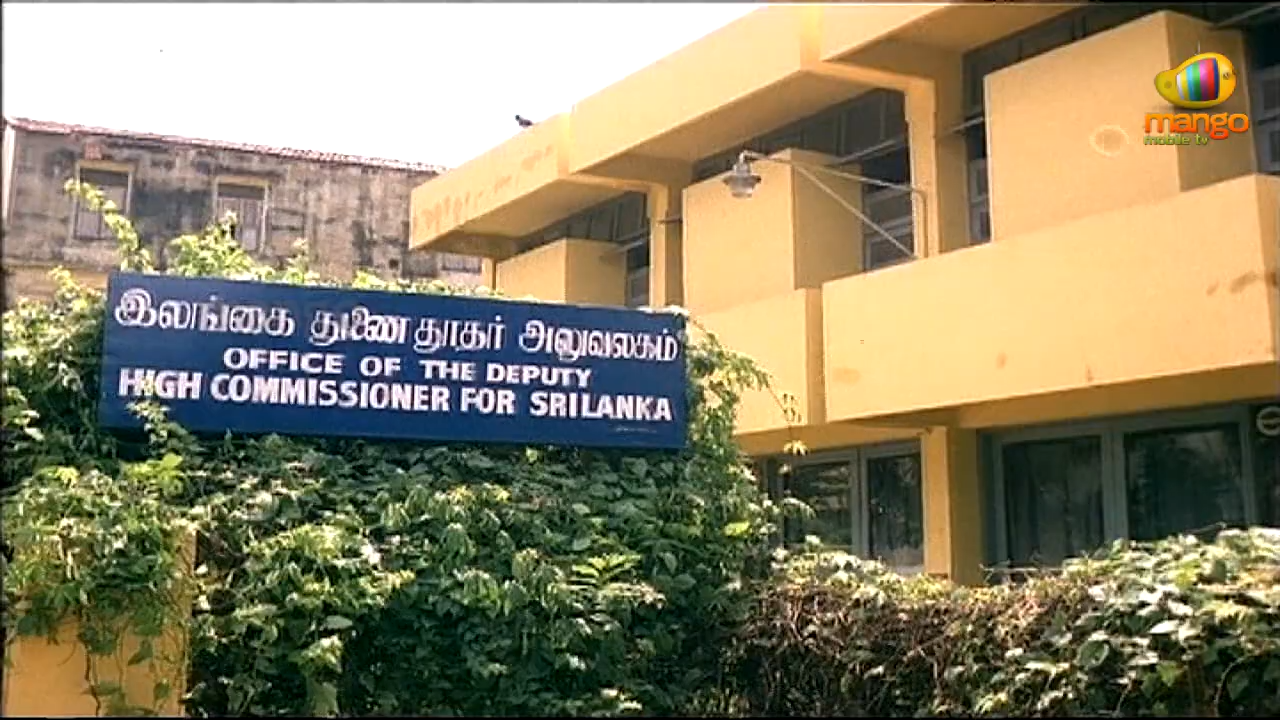 இலங்கை துணை தூதர் அலுவலகம்
OFFICE OF THE DEPUTY
HIGH COMMISSIONER FOR SRILANKA
mango
mobile tv